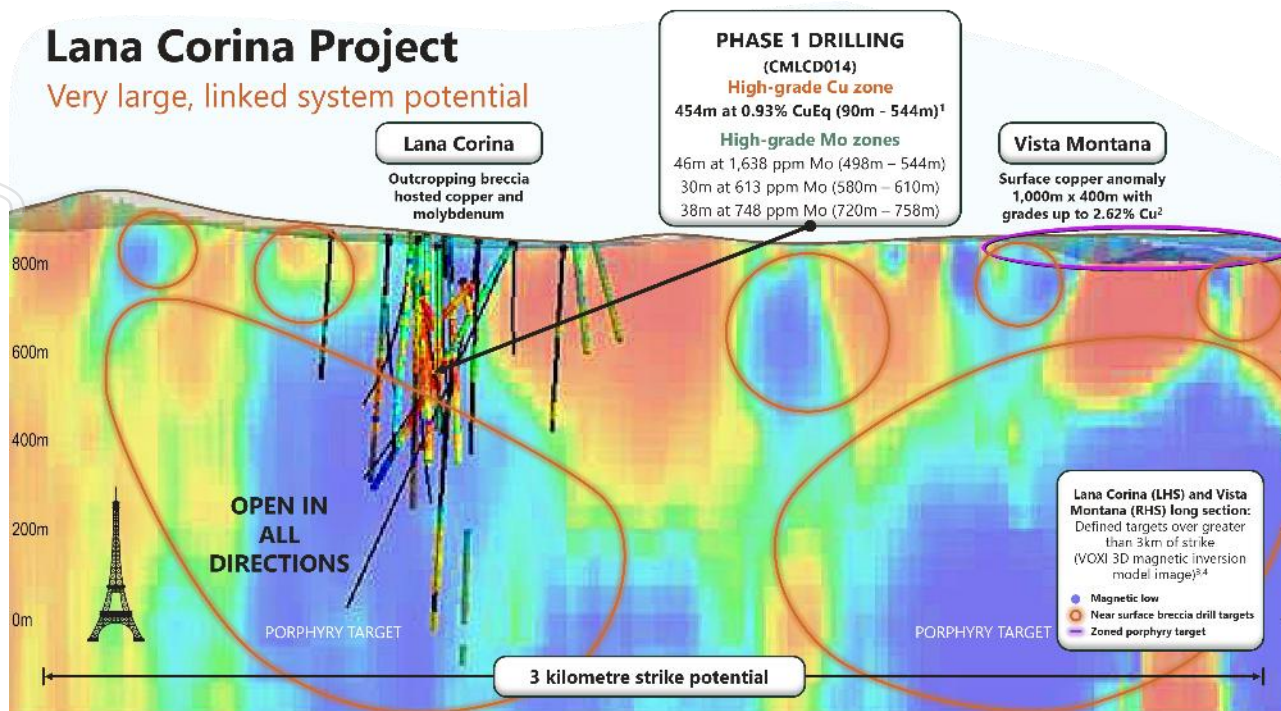 Lana Corina Project
Very large, linked system potential
PHASE 1 DRILLING
(CMLCD014)
High-grade Cu zone
454m at 0.93% CuEq (90m - 544m)¹
High-grade Mo zones
46m at 1,638 ppm Mo (498m – 544m)
30m at 613 ppm Mo (580m – 610m)
38m at 748 ppm Mo (720m – 758m)
Lana Corina
Outcropping breccia
hosted copper and
molybdenum
Vista Montana
Surface copper anomaly
1,000m x 400m with
grades up to 2.62% Cu²
800m
600m
400m
200m
0m
OPEN IN
ALL
DIRECTIONS
PORPHYRY TARGET
PORPHYRY TARGET
Lana Corina (LHS) and Vista
Montana (RHS) long section:
Defined targets over greater
than 3km of strike
(VOXI 3D magnetic inversion
model image)³,⁴
Magnetic low
Near surface breccia drill targets
Zoned porphyry target
3 kilometre strike potential